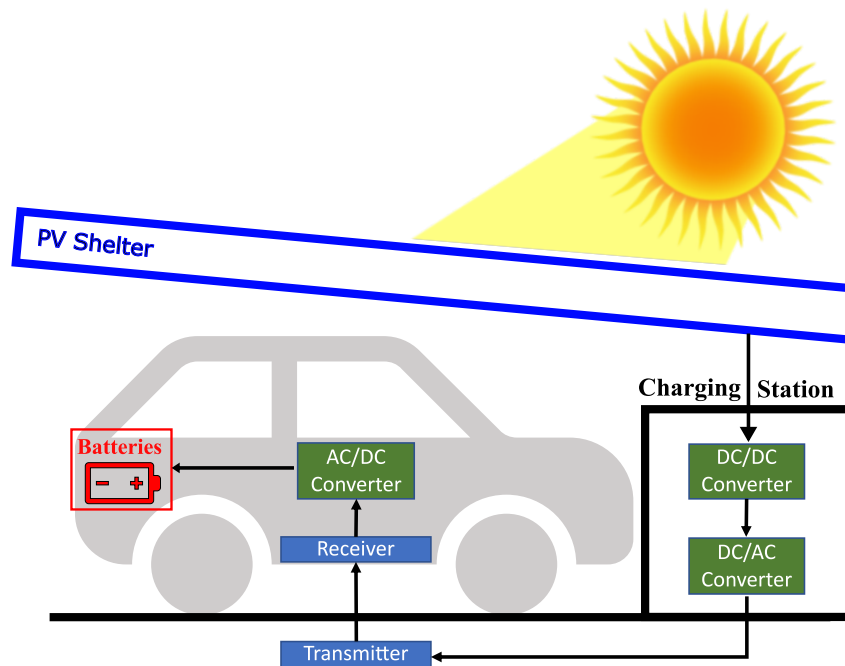 PV Shelter
Charging Station
Batteries
AC/DC
Converter
DC/DC
Converter
Receiver
DC/AC
Converter
Transmitter